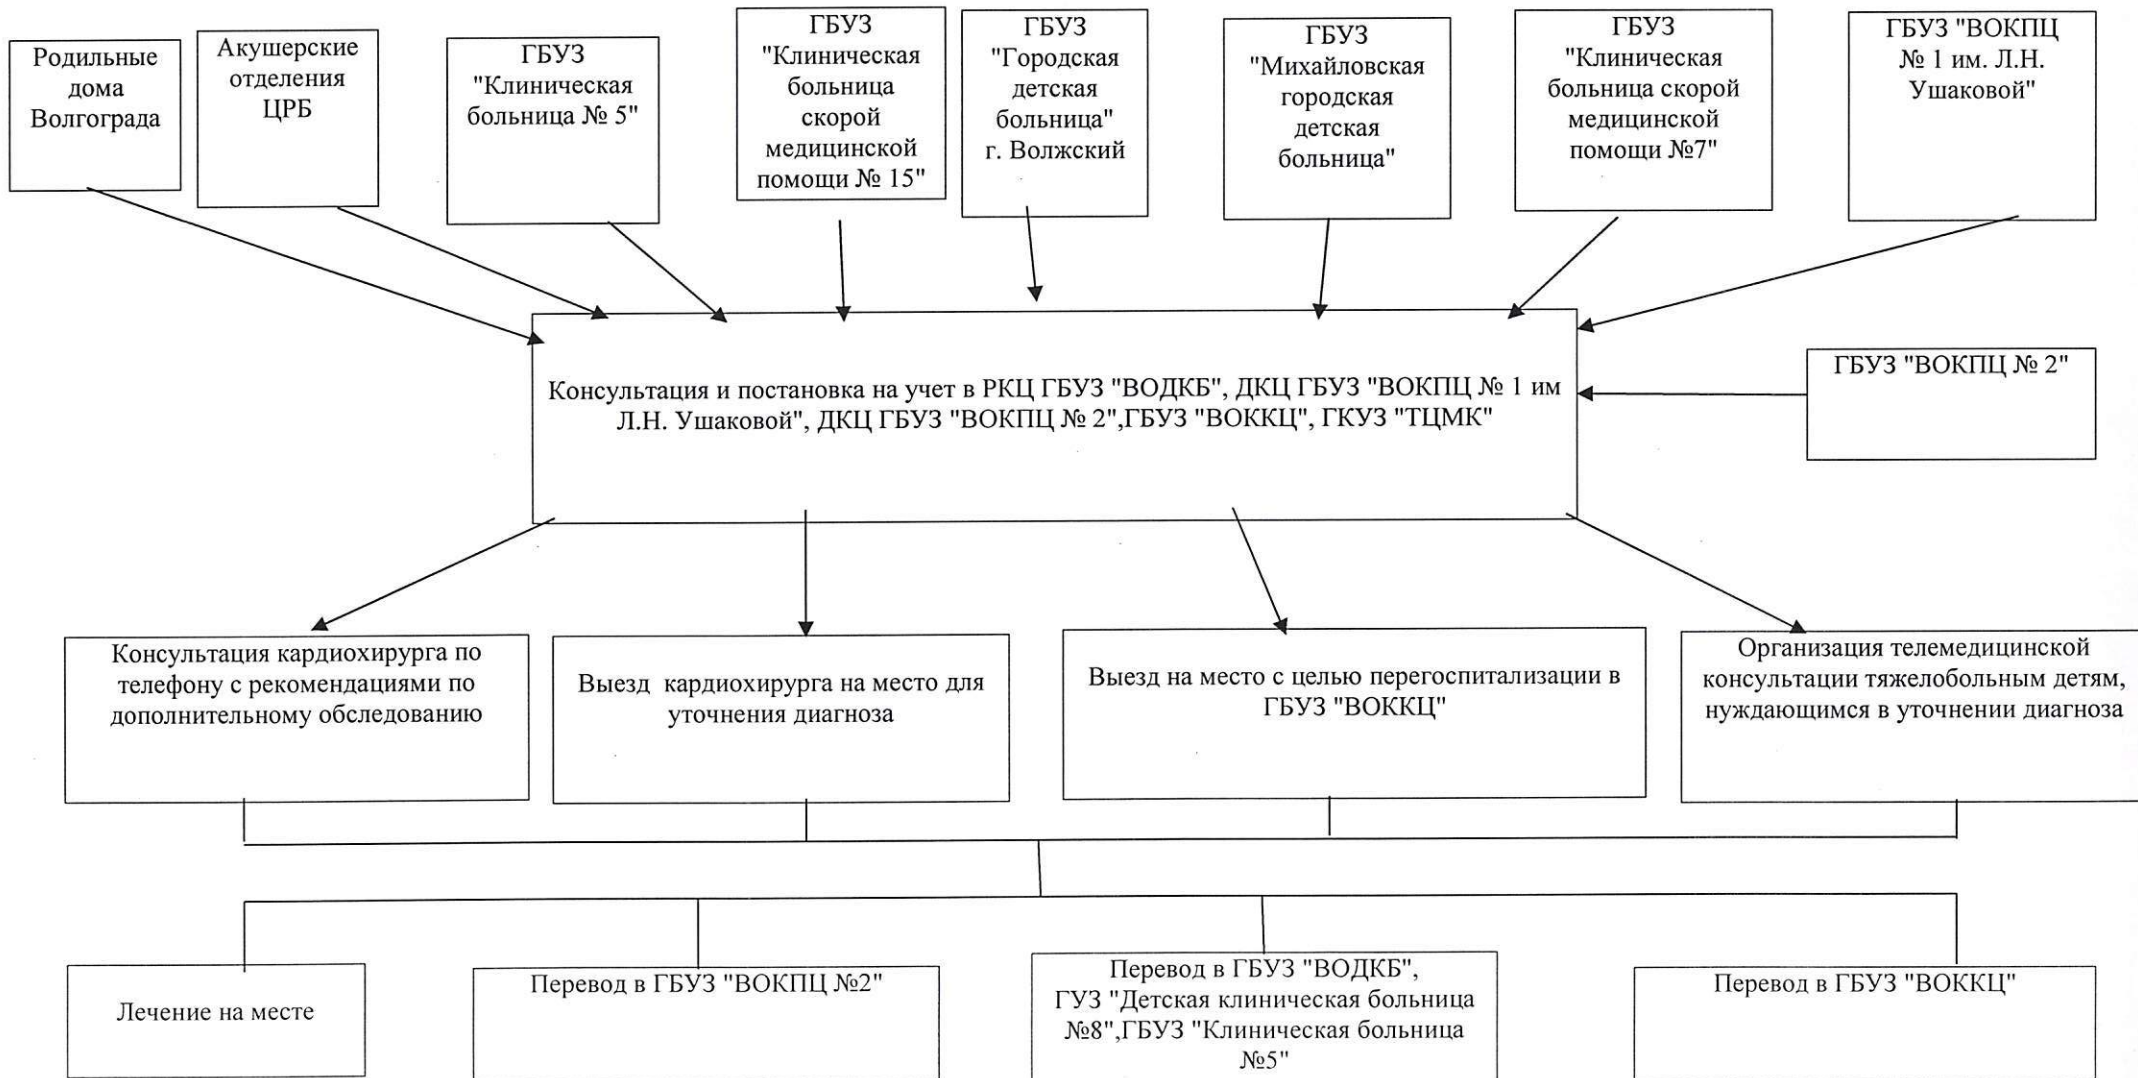 Родильные
дома
Волгограда
Акушерские
отделения
ЦРБ
ГБУЗ
"Клиническая
больница № 5"
ГБУЗ
"Клиническая
больница
скорой
медицинской
помощи № 15"
ГБУЗ
"Городская
детская
больница"
г. Волжский
ГБУЗ
"Михайловская
городская
детская
больница"
ГБУЗ
"Клиническая
больница скорой
медицинской
помощи №7"
ГБУЗ "ВОКПЦ
№ 1 им. Л.Н.
Ушаковой"
Консультация и постановка на учет в РКЦ ГБУЗ "ВОДКБ", ДКЦ ГБУЗ "ВОКПЦ № 1 им
Л.Н. Ушаковой", ДКЦ ГБУЗ "ВОКПЦ № 2",ГБУЗ "ВОККЦ", ГКУЗ "ТЦМК"
ГБУЗ "ВОКПЦ № 2"
Консультация кардиохирурга по
телефону с рекомендациями по
дополнительному обследованию
Выезд кардиохирурга на место для
уточнения диагноза
Выезд на место с целью перегоспитализации в
ГБУЗ "ВОККЦ"
Организация телемедицинской
консультации тяжелобольным детям,
нуждающимся в уточнении диагноза
Лечение на месте
Перевод в ГБУЗ "ВОКПЦ №2"
Перевод в ГБУЗ "ВОДКБ",
ГУЗ "Детская клиническая больница
№8",ГБУЗ "Клиническая больница
№5"
Перевод в ГБУЗ "ВОККЦ"